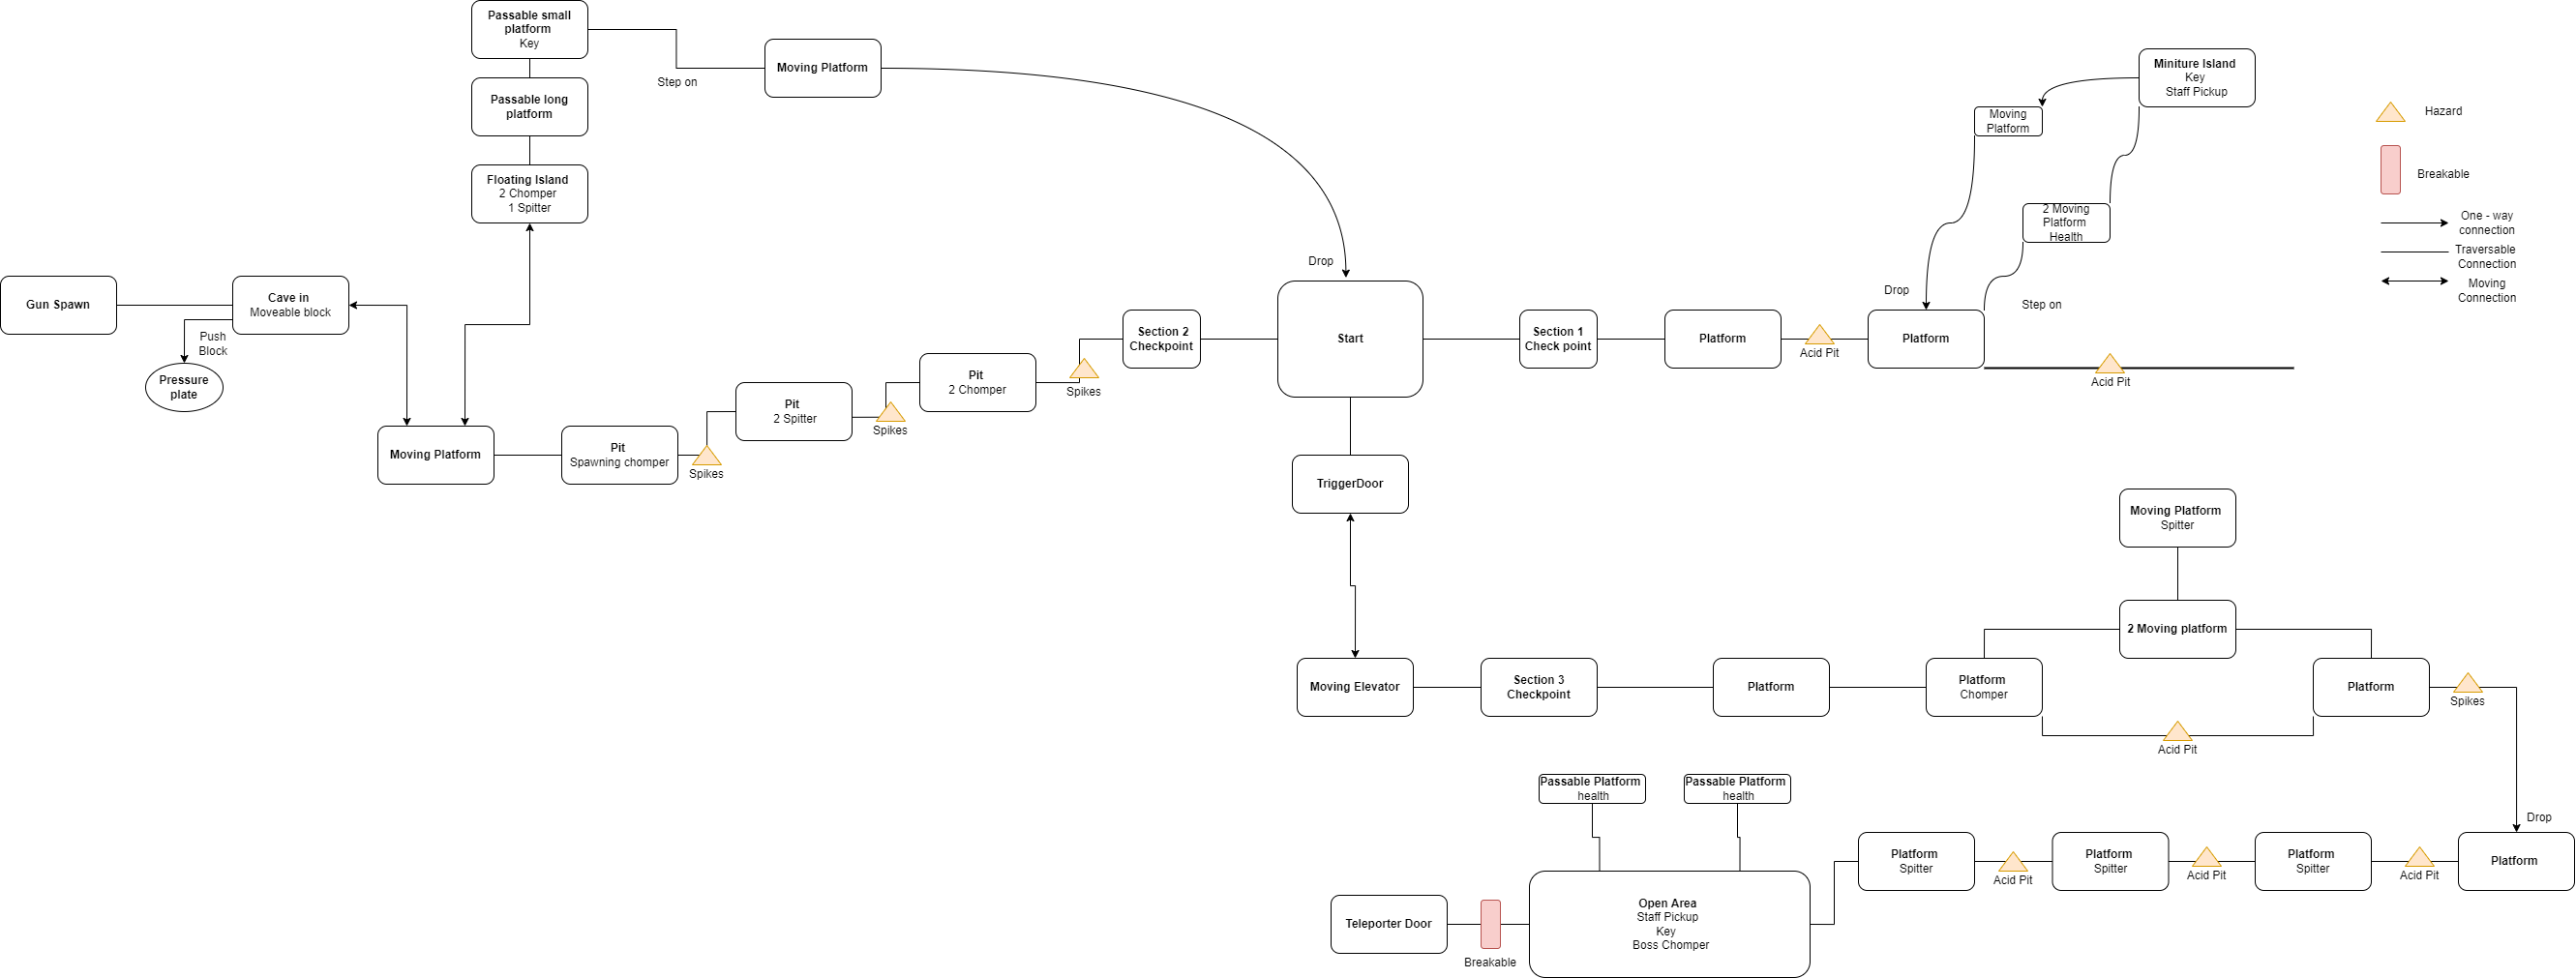 Passable small
platform
Key
Step on
Moving Platform
Passable long
platform
Floating Island
2 Chomper
1 Spitter
Gun Spawn
Cave in
Moveable block
Push
Block
Pressure
plate
Moving Platform
Pit
Spawning chomper
Spikes
Pit
2 Spitter
Spikes
Pit
2 Chomper
Spikes
Section 2
Checkpoint
Drop
Start
Section 1
Check point
Platform
Acid Pit
Drop
Platform
Moving
Platform
Miniture Island
Key
Staff Pickup
2 Moving
Platform
Health
Step on
Acid Pit
Hazard
Breakable
One - way
connection
Traversable
Connection
Moving
Connection
TriggerDoor
Moving Elevator
Section 3
Checkpoint
Platform
Platform
Chomper
Moving Platform
Spitter
2 Moving platform
Acid Pit
Platform
Spikes
Drop
Platform
Acid Pit
Platform
Spitter
Acid Pit
Platform
Spitter
Acid Pit
Platform
Spitter
Passable Platform
health
Passable Platform
health
Open Area
Staff Pickup
Key
Boss Chomper
Breakable
Teleporter Door